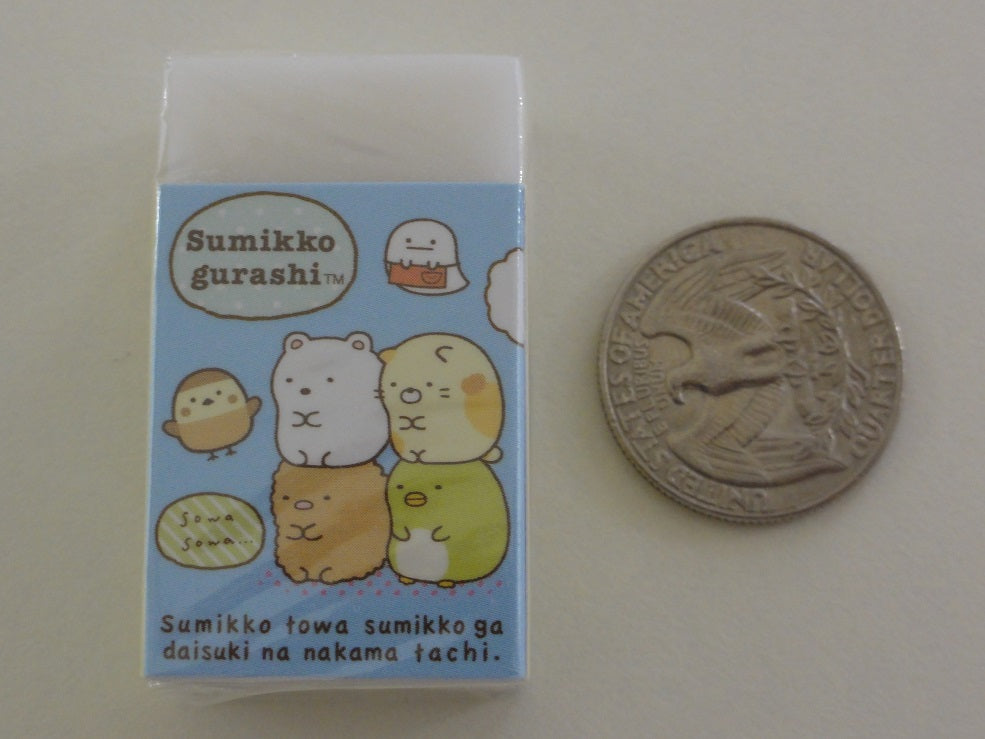 Sumikko
gurashi™
sowa
sowa...
Sumikko towa sumikko ga
daisuki na nakama tachi.
UNITED STATES OF AMERICA
E PLURIBUS
UNUM
QUARTER DOLLAR